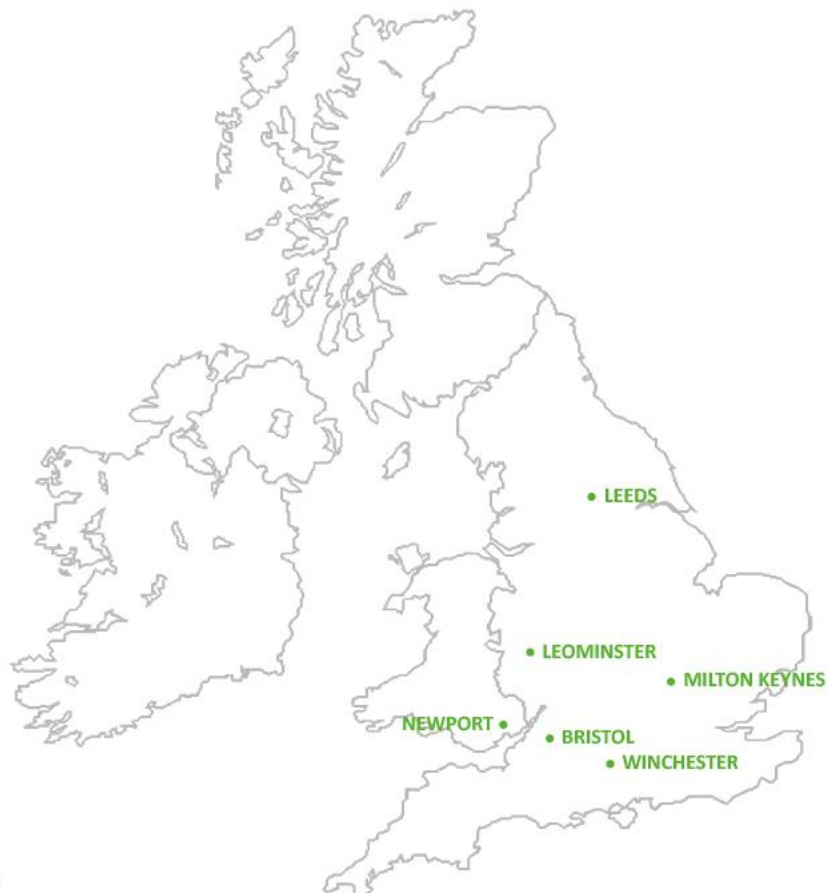 LEEDS
LEOMINSTER
MILTON KEYNES
NEWPORT
BRISTOL
WINCHESTER